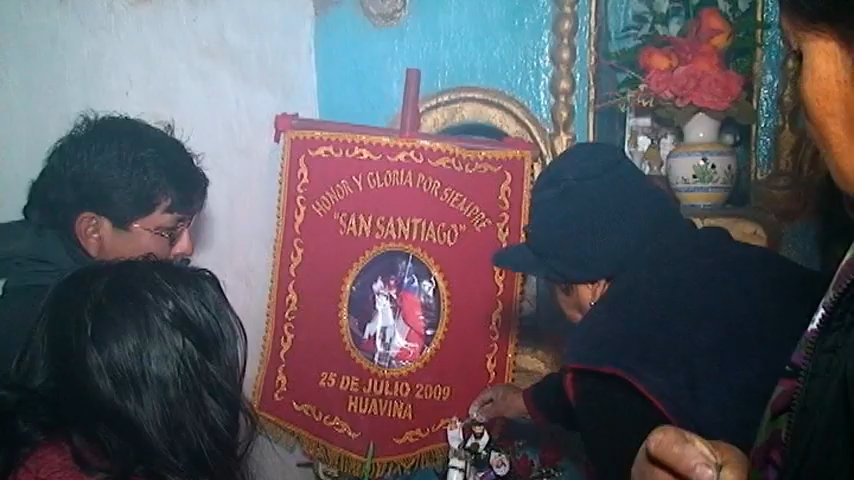 HONOR Y GLORIA POR SIEMPRE
"SAN SANTIAGO"
25 DE JULIO 2009
HUAVIÑA